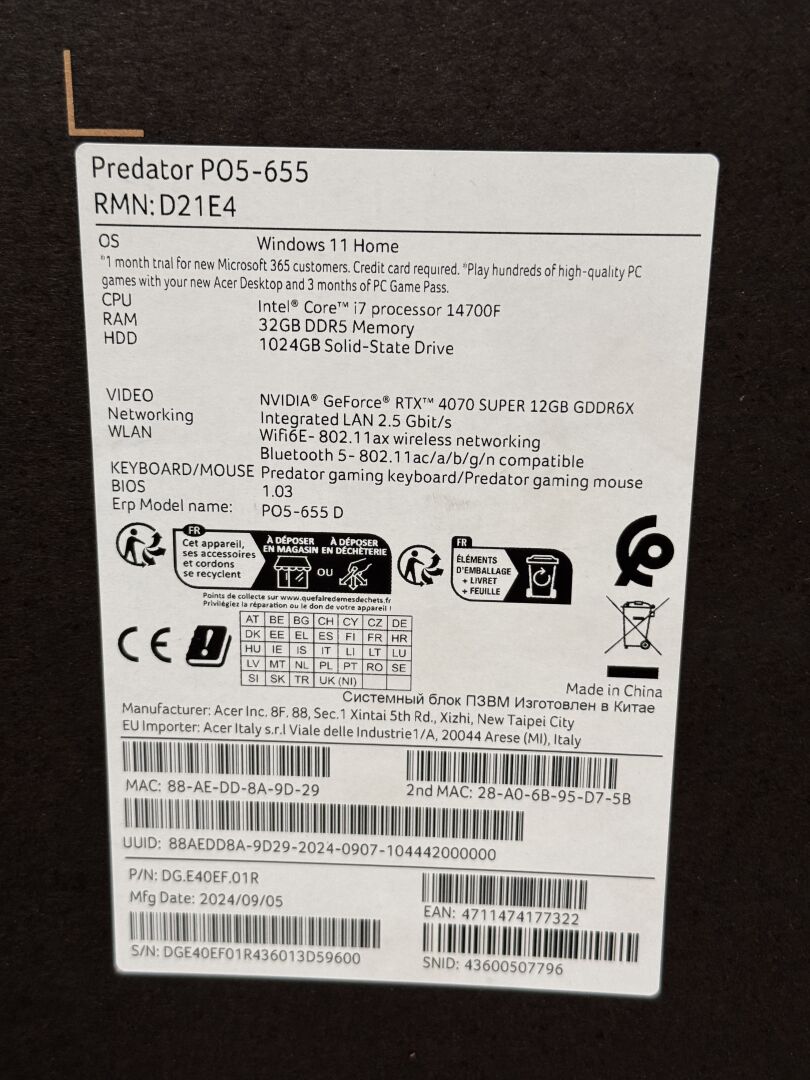 Predator PO5-655
RMN: D21E4
OS Windows 11 Home
*1 month trial for new Microsoft 365 customers. Credit card required. *Play hundreds of high-quality PC
games with your new Acer Desktop and 3 months of PC Game Pass.
CPU Intel® Core™ i7 processor 14700F
RAM 32GB DDR5 Memory
HDD 1024GB Solid-State Drive
VIDEO NVIDIA® GeForce® RTX™ 4070 SUPER 12GB GDDR6X
Networking Integrated LAN 2.5 Gbit/s
WLAN Wifi6E- 802.11ax wireless networking
Bluetooth 5- 802.11ac/a/b/g/n compatible
KEYBOARD/MOUSE Predator gaming keyboard/Predator gaming mouse
BIOS 1.03
Erp Model name: PO5-655 D
FR
Cet appareil,
ses accessoires
et cordons
se recyclent
À DÉPOSER
EN MAGASIN
OU
À DÉPOSER
EN DÉCHÈTERIE
Points de collecte sur www.quefairedemesdechets.fr
Privilégiez la réparation ou le don de votre appareil !
FR
ÉLÉMENTS
D'EMBALLAGE
+ LIVRET
+ FEUILLE
CE
AT BE BG CH CY CZ DE
DK EE EL ES FI FR HR
HU IE IS IT LI LT LU
LV MT NL PL PT RO SE
SI SK TR UK (NI)
Made in China
Системный блок ПЗВМ Изготовлен в Китае
Manufacturer: Acer Inc. 8F. 88, Sec.1 Xintai 5th Rd., Xizhi, New Taipei City
EU Importer: Acer Italy s.r.l Viale delle Industrie1/A, 20044 Arese (MI), Italy
MAC: 88-AE-DD-8A-9D-29
2nd MAC: 28-A0-6B-95-D7-5B
UUID: 88AEDD8A-9D29-2024-0907-104442000000
P/N: DG.E40EF.01R
Mfg Date: 2024/09/05
EAN: 4711474177322
S/N: DGE40EF01R436013D59600
SNID: 43600507796